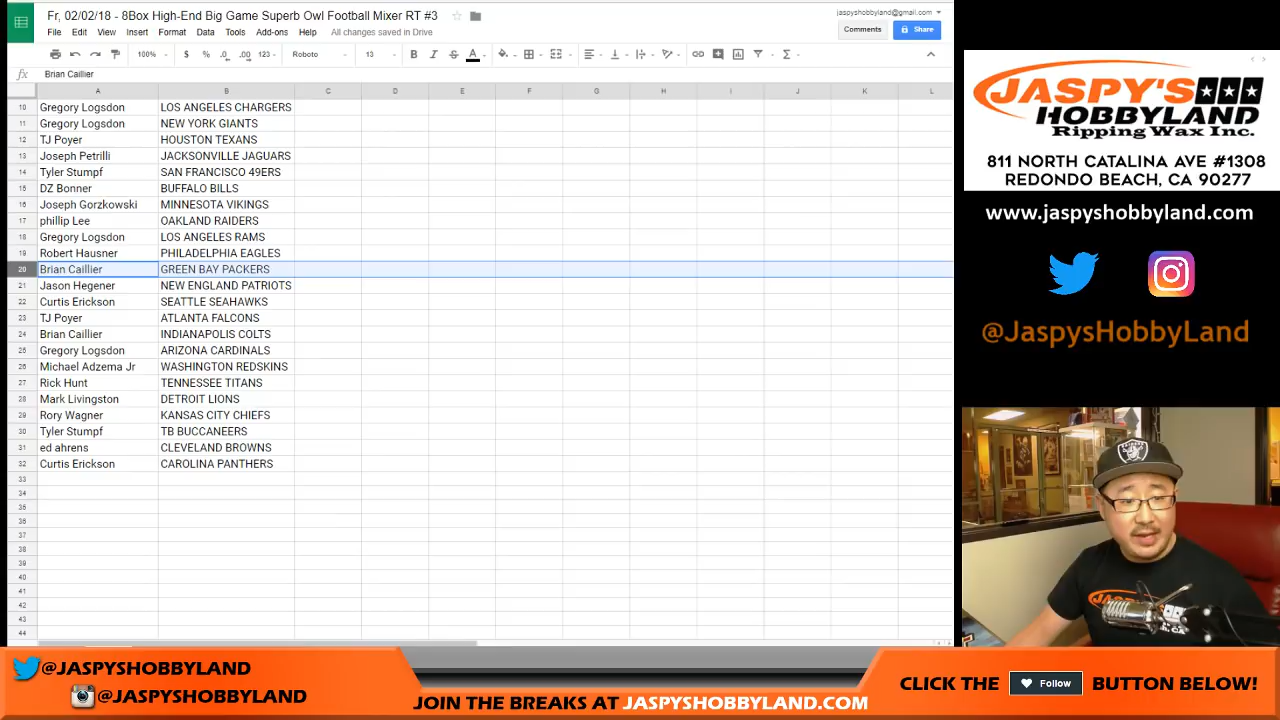 Fr, 02/02/18 - 8Box High-End Big Game Superb Owl Football Mixer RT #3
jaspyshobbyland@gmail.com
File Edit View Insert Format Data Tools Add-ons Help All changes saved in Drive
Comments Share
100% $ % .0 .00 123 Roboto 13 B I S A
fx Brian Caillier
A B C D E F G H I J K L
10 Gregory Logsdon LOS ANGELES CHARGERS
11 Gregory Logsdon NEW YORK GIANTS
12 TJ Poyer HOUSTON TEXANS
13 Joseph Petrilli JACKSONVILLE JAGUARS
14 Tyler Stumpf SAN FRANCISCO 49ERS
15 DZ Bonner BUFFALO BILLS
16 Joseph Gorzkowski MINNESOTA VIKINGS
17 phillip Lee OAKLAND RAIDERS
18 Gregory Logsdon LOS ANGELES RAMS
19 Robert Hausner PHILADELPHIA EAGLES
20 Brian Caillier GREEN BAY PACKERS
21 Jason Hegener NEW ENGLAND PATRIOTS
22 Curtis Erickson SEATTLE SEAHAWKS
23 TJ Poyer ATLANTA FALCONS
24 Brian Caillier INDIANAPOLIS COLTS
25 Gregory Logsdon ARIZONA CARDINALS
26 Michael Adzema Jr WASHINGTON REDSKINS
27 Rick Hunt TENNESSEE TITANS
28 Mark Livingston DETROIT LIONS
29 Rory Wagner KANSAS CITY CHIEFS
30 Tyler Stumpf TB BUCCANEERS
31 ed ahrens CLEVELAND BROWNS
32 Curtis Erickson CAROLINA PANTHERS
33
34
35
36
37
38
39
40
41
42
43
44
JASPY'S
HOBBYLAND
Ripping Wax Inc.
811 NORTH CATALINA AVE #1308
REDONDO BEACH, CA 90277
www.jaspyshobbyland.com
@JaspysHobbyLand
RAIDERS
@JASPYSHOBBYLAND
@JASPYSHOBBYLAND
JOIN THE BREAKS AT JASPYSHOBBYLAND.COM
CLICK THE Follow BUTTON BELOW!